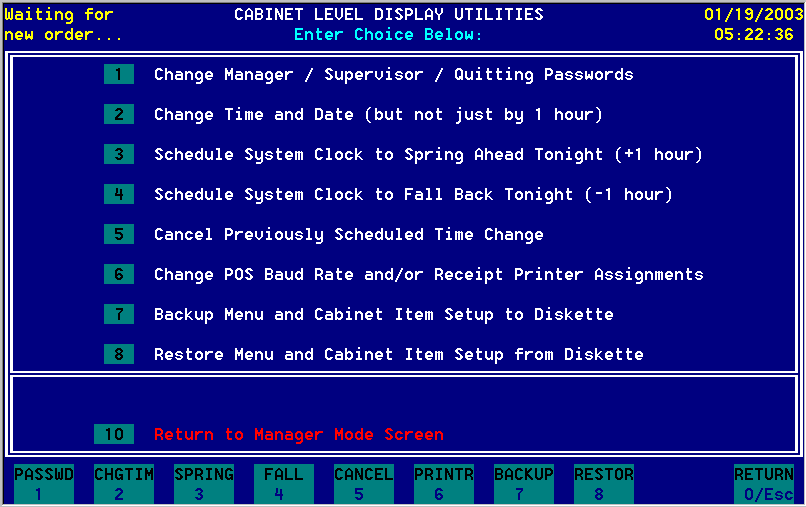 Waiting for CABINET LEVEL DISPLAY UTILITIES 01/19/2003
new order... Enter Choice Below: 05:22:36
1 Change Manager / Supervisor / Quitting Passwords
2 Change Time and Date (but not just by 1 hour)
3 Schedule System Clock to Spring Ahead Tonight (+1 hour)
4 Schedule System Clock to Fall Back Tonight (-1 hour)
5 Cancel Previously Scheduled Time Change
6 Change POS Baud Rate and/or Receipt Printer Assignments
7 Backup Menu and Cabinet Item Setup to Diskette
8 Restore Menu and Cabinet Item Setup from Diskette
10 Return to Manager Mode Screen
PASSWD CHGTIM SPRING FALL CANCEL PRINTR BACKUP RESTOR RETURN
1 2 3 4 5 6 7 8 0/Esc